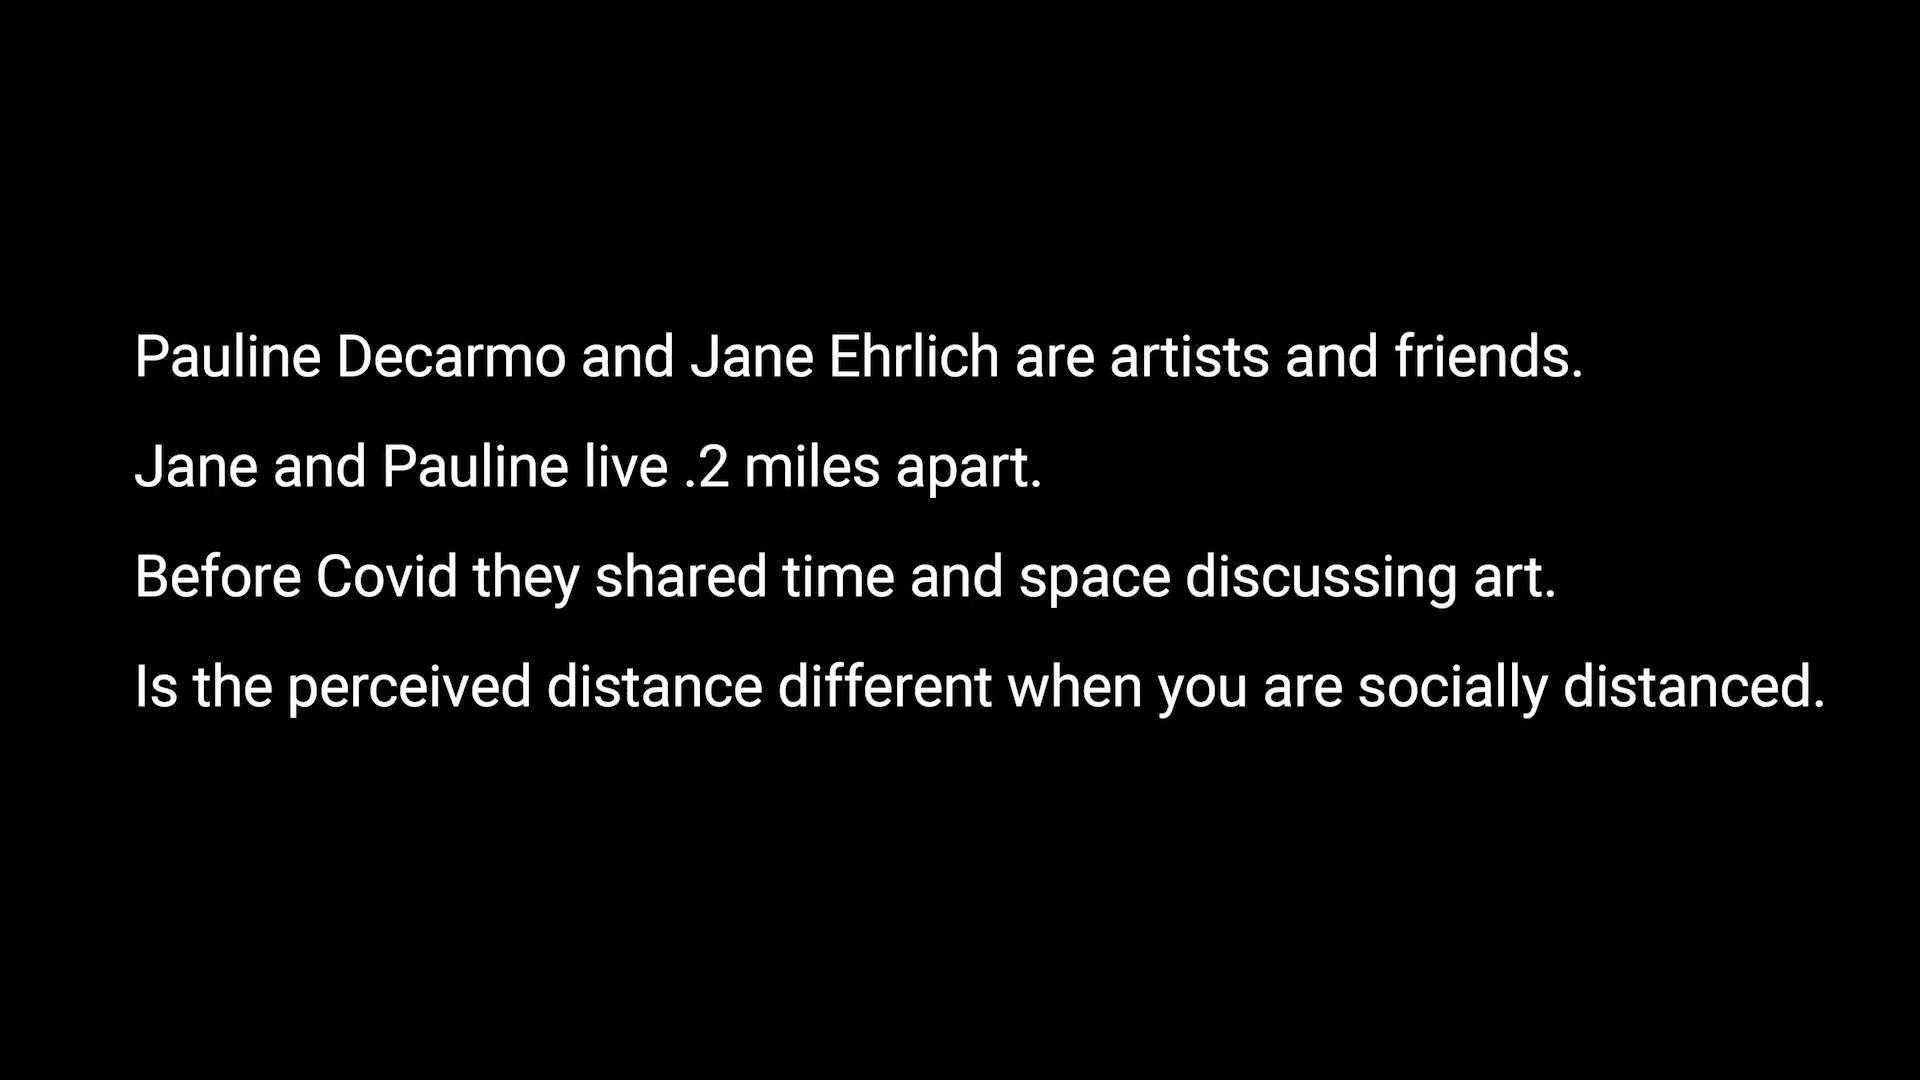 Pauline Decarmo and Jane Ehrlich are artists and friends.
Jane and Pauline live .2 miles apart.
Before Covid they shared time and space discussing art.
Is the perceived distance different when you are socially distanced.